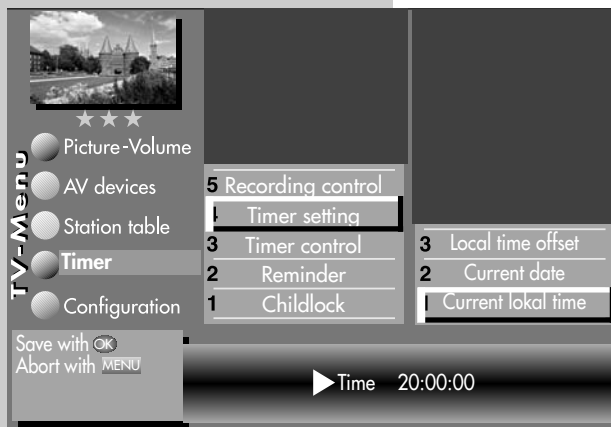 TV-Menu
Picture-Volume
AV devices
Station table
Timer
Configuration
5 Recording control
4 Timer setting
3 Timer control
2 Reminder
1 Childlock
3 Local time offset
2 Current date
1 Current lokal time
Save with OK
Abort with MENU
Time 20:00:00